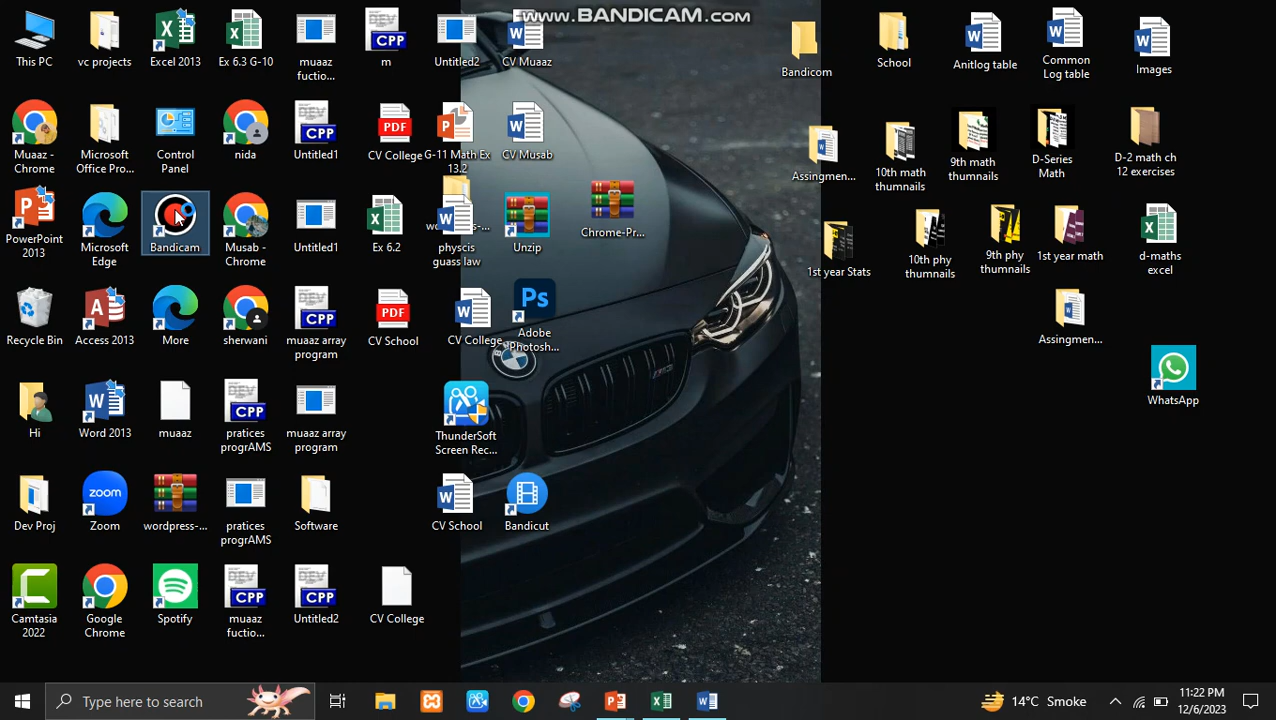 www.BANDICAM.com
This PC
vc projects
Excel 2013
Ex 6.3 G-10
muaaz fuctio...
m
Untitled2
CV Muaaz
Bandicom
School
Anitlog table
Common Log table
Images
Muaaz - Chrome
Microsoft Office Pro...
Control Panel
nida
Untitled1
CV College
G-11 Math Ex 13.2
CV Musab
Assingmen...
10th math thumnails
9th math thumnails
D-Series Math
D-2 math ch 12 exercises
PowerPoint 2013
Microsoft Edge
Bandicam
Musab - Chrome
Untitled1
Ex 6.2
physcis guass law
Unzip
Chrome-Pr...
1st year Stats
10th phy thumnails
9th phy thumnails
1st year math
d-maths excel
Recycle Bin
Access 2013
More
sherwani
muaaz array program
CV School
CV College
Adobe Photosh...
Assingmen...
WhatsApp
Hi
Word 2013
muaaz
pratices progrAMS
muaaz array program
ThunderSoft Screen Rec...
Dev Proj
Zoom
wordpress-...
pratices progrAMS
Software
CV School
Bandicut
Camtasia 2022
Google Chrome
Spotify
muaaz fuctio...
Untitled2
CV College
Type here to search
14°C Smoke
11:22 PM
12/6/2023